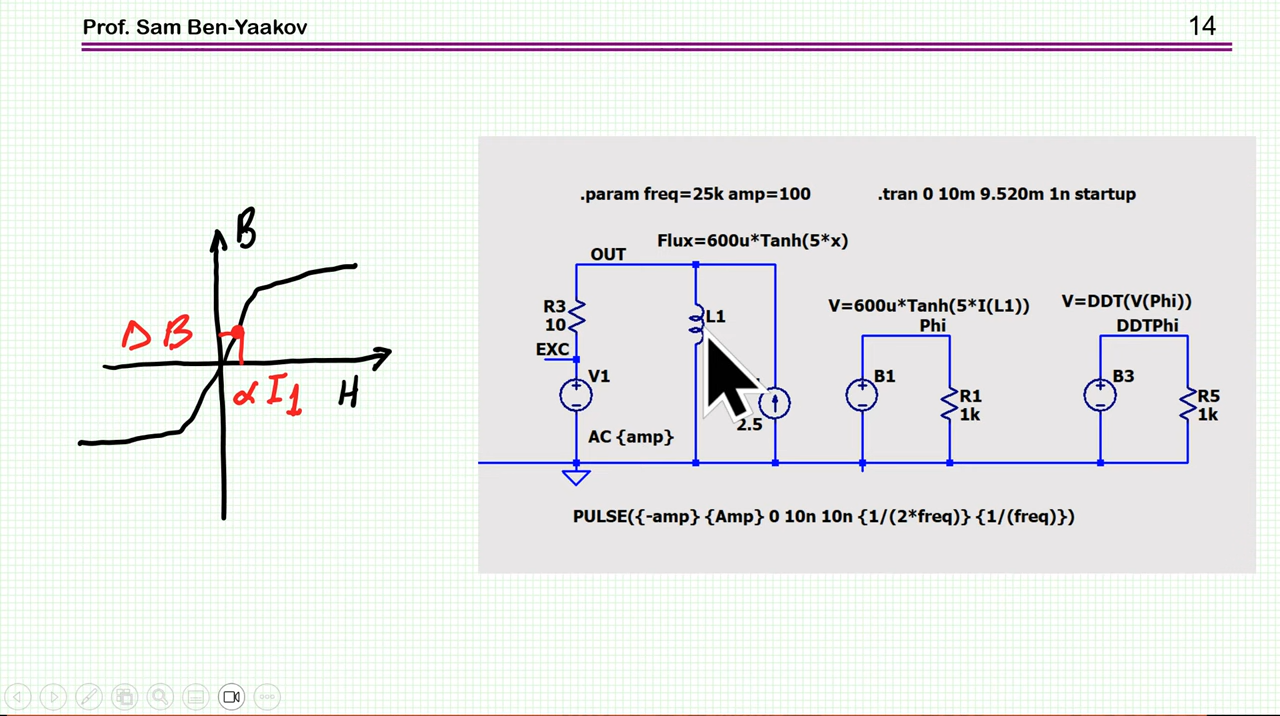 Prof. Sam Ben-Yaakov
14
.param freq=25k amp=100
.tran 0 10m 9.520m 1n startup
Flux=600u*Tanh(5*x)
OUT
R3
10
L1
EXC
V1
AC {amp}
2.5
V=600u*Tanh(5*I(L1))
Phi
B1
R1
1k
V=DDT(V(Phi))
DDTPhi
B3
R5
1k
PULSE({-amp} {Amp} 0 10n 10n {1/(2*freq)} {1/(freq)})
B
ΔB
αI1
H